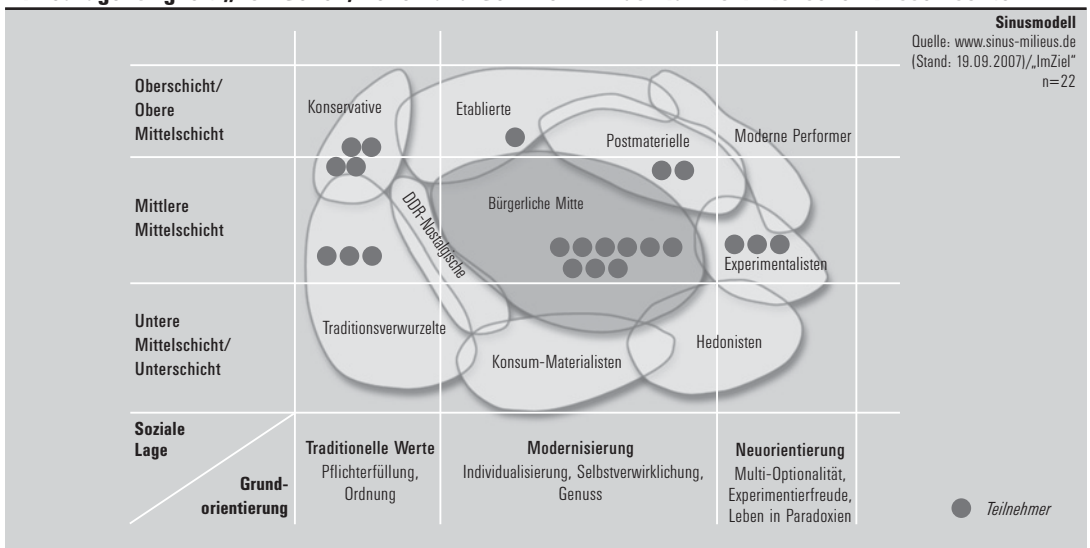 Sinusmodell
Quelle: www.sinus-milieus.de
(Stand: 19.09.2007)/„ImZiel“
n=22
Oberschicht/
Obere
Mittelschicht
Konservative
Etablierte
Postmaterielle
Moderne Performer
Mittlere
Mittelschicht
DDR-Nostalgische
Bürgerliche Mitte
Experimentalisten
Untere
Mittelschicht/
Unterschicht
Traditionsverwurzelte
Konsum-Materialisten
Hedonisten
Soziale
Lage
Grund-
orientierung
Traditionelle Werte
Pflichterfüllung,
Ordnung
Modernisierung
Individualisierung, Selbstverwirklichung,
Genuss
Neuorientierung
Multi-Optionalität,
Experimentierfreude,
Leben in Paradoxien
Teilnehmer